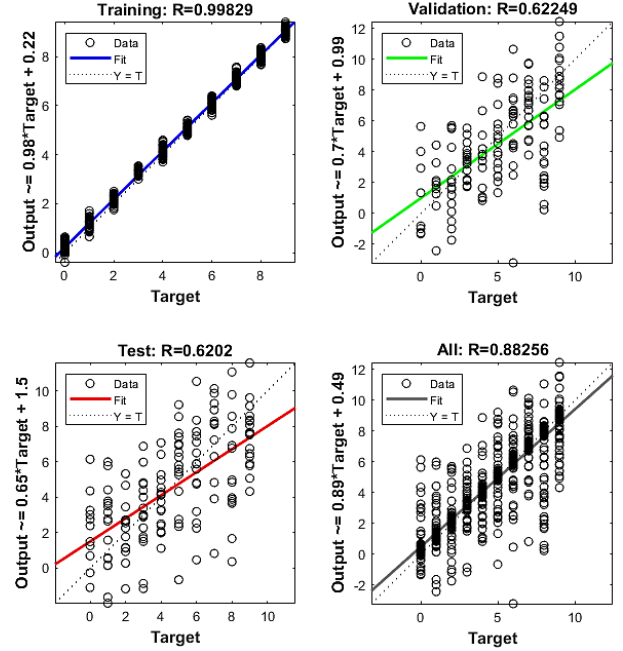 Training: R=0.99829
Output ~= 0.98*Target + 0.22
Data
Fit
Y = T
8
6
4
2
0
0 2 4 6 8
Target
Validation: R=0.62249
Output ~= 0.7*Target + 0.99
Data
Fit
Y = T
12
10
8
6
4
2
0
-2
0 5 10
Target
Test: R=0.6202
Output ~= 0.65*Target + 1.5
Data
Fit
Y = T
10
8
6
4
2
0
0 2 4 6 8 10
Target
All: R=0.88256
Output ~= 0.89*Target + 0.49
Data
Fit
Y = T
12
10
8
6
4
2
0
-2
0 5 10
Target